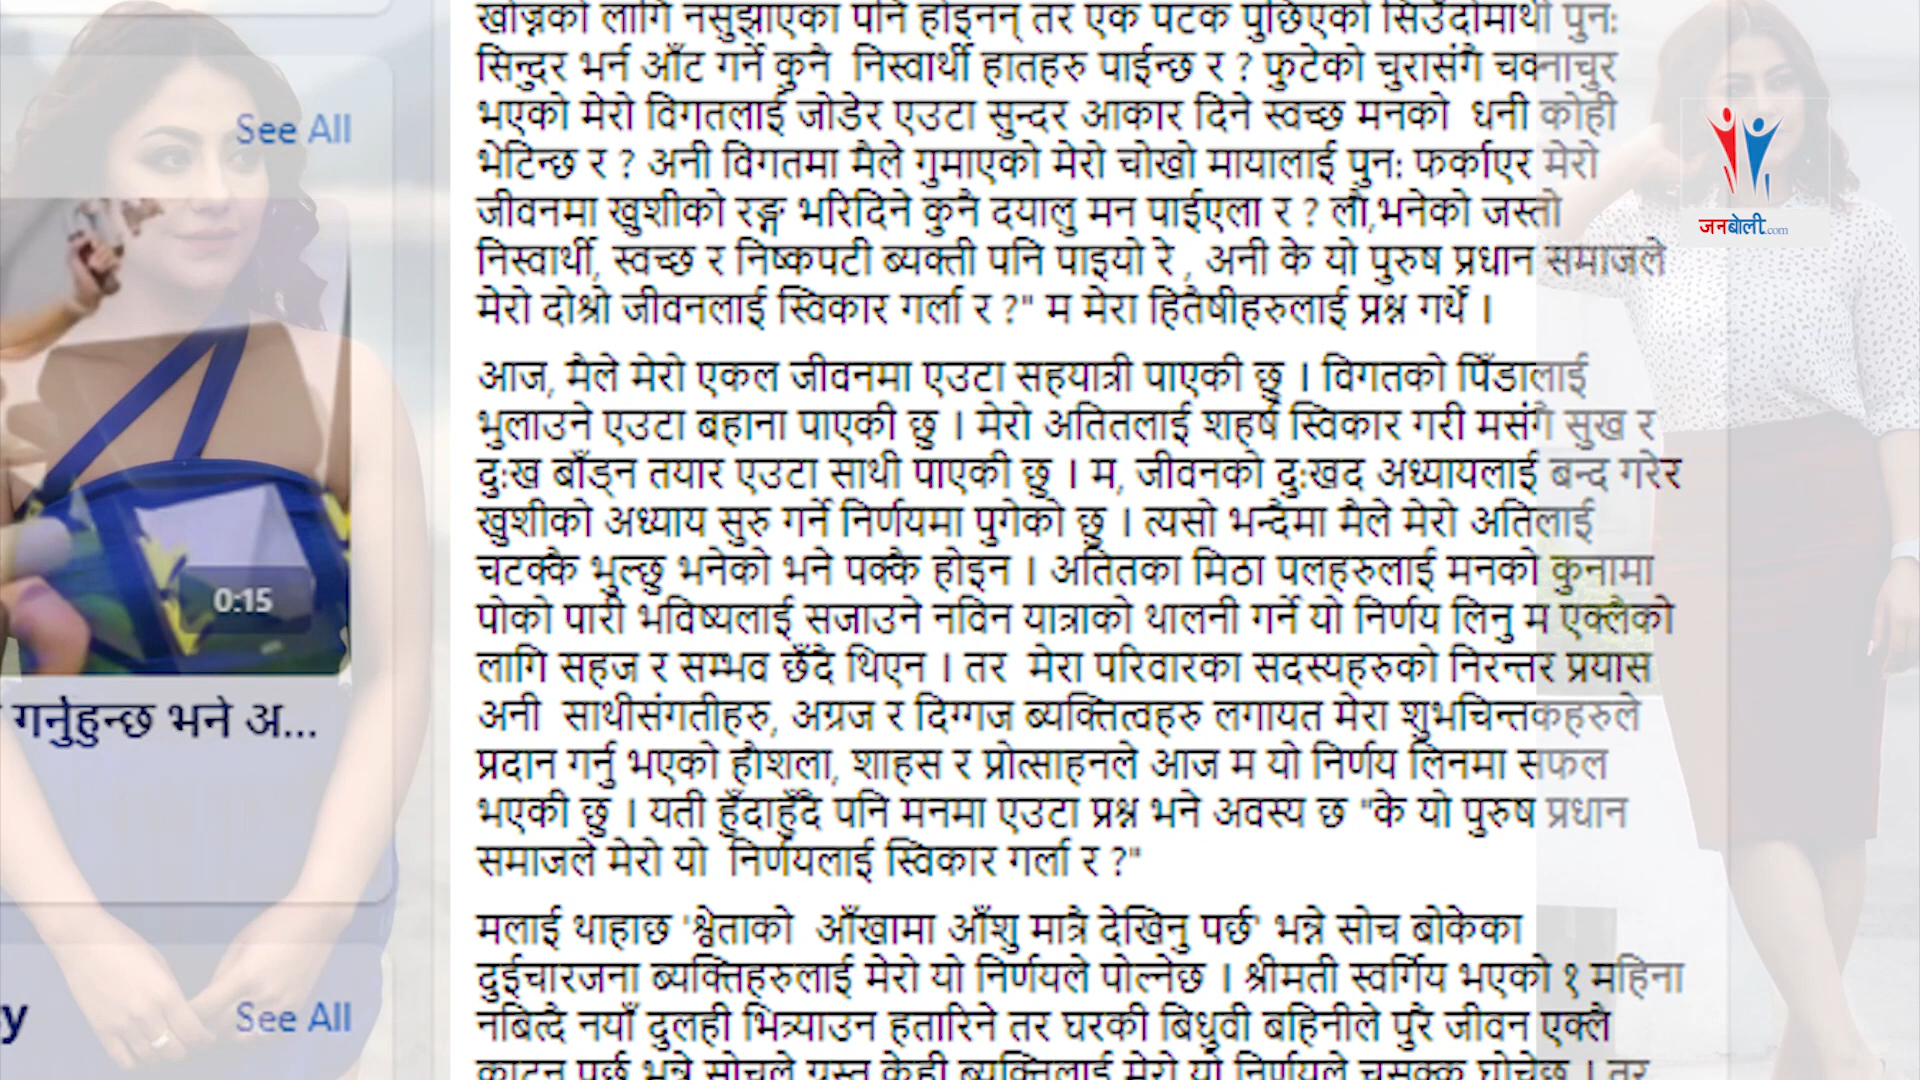 खोज्नको लागि नसुझाएका पनि होइनन् तर एक पटक पुछिएको सिउँदोमाथी पुनः
सिन्दुर भर्न आँट गर्ने कुनै निस्वार्थी हातहरु पाईन्छ र ? फुटेको चुरासंगै चक्नाचुर
भएको मेरो विगतलाई जोडेर एउटा सुन्दर आकार दिने स्वच्छ मनको धनी कोही
भेटिन्छ र ? अनी विगतमा मैले गुमाएको मेरो चोखो मायालाई पुनः फर्काएर मेरो
जीवनमा खुशीको रङ्ग भरिदिने कुनै दयालु मन पाईएला र ? लौ,भनेको जस्तो
निस्वार्थी, स्वच्छ र निष्कपटी ब्यक्ती पनि पाइयो रे , अनी के यो पुरुष प्रधान समाजले
मेरो दोश्रो जीवनलाई स्विकार गर्ला र ?" म मेरा हितैषीहरुलाई प्रश्न गर्थें ।
आज, मैले मेरो एकल जीवनमा एउटा सहयात्री पाएकी छु । विगतको पिँडालाई
भुलाउने एउटा बहाना पाएकी छु । मेरो अतितलाई शहर्ष स्विकार गरी मसंगै सुख र
दुःख बाँड्न तयार एउटा साथी पाएकी छु । म, जीवनको दुःखद अध्यायलाई बन्द गरेर
खुशीको अध्याय सुरु गर्ने निर्णयमा पुगेको छु । त्यसो भन्दैमा मैले मेरो अतिलाई
चटक्कै भुल्छु भनेको भने पक्कै होइन । अतितका मिठा पलहरुलाई मनको कुनामा
पोको पारी भविष्यलाई सजाउने नविन यात्राको थालनी गर्ने यो निर्णय लिनु म एक्लैको
लागि सहज र सम्भव छँदै थिएन । तर मेरा परिवारका सदस्यहरुको निरन्तर प्रयास
अनी साथीसंगतीहरु, अग्रज र दिग्गज ब्यक्तित्वहरु लगायत मेरा शुभचिन्तकहरुले
प्रदान गर्नु भएको हौशला, शाहस र प्रोत्साहनले आज म यो निर्णय लिनमा सफल
भएकी छु । यती हुँदाहुँदै पनि मनमा एउटा प्रश्न भने अवस्य छ "के यो पुरुष प्रधान
समाजले मेरो यो निर्णयलाई स्विकार गर्ला र ?"
मलाई थाहाछ 'श्वेताको आँखामा आँशु मात्रै देखिनु पर्छ' भन्ने सोच बोकेका
दुईचारजना ब्यक्तिहरुलाई मेरो यो निर्णयले पोल्नेछ । श्रीमती स्वर्गिय भएको १ महिना
नबित्दै नयाँ दुलही भित्र्याउन हतारिने तर घरकी बिधुवी बहिनीले पुरै जीवन एक्लै
काट्न पर्छ भन्ने सोचले ग्रस्त केही ब्यक्तिलाई मेरो यो निर्णयले चसक्क घोचेछ । तर
See All
0:15
गर्नुहुन्छ भने अ...
y
See All
जनबोली.com